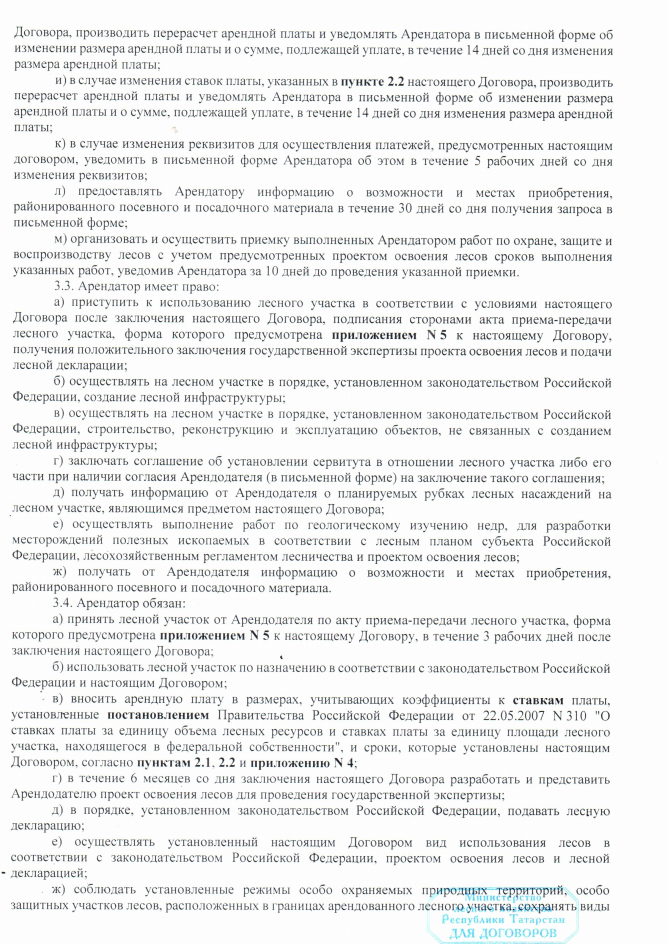 Договора, производить перерасчет арендной платы и уведомлять Арендатора в письменной форме об
изменении размера арендной платы и о сумме, подлежащей уплате, в течение 14 дней со дня изменения
размера арендной платы;
и) в случае изменения ставок платы, указанных в пункте 2.2 настоящего Договора, производить
перерасчет арендной платы и уведомлять Арендатора в письменной форме об изменении размера
арендной платы и о сумме, подлежащей уплате, в течение 14 дней со дня изменения размера арендной
платы;
к) в случае изменения реквизитов для осуществления платежей, предусмотренных настоящим
договором, уведомить в письменной форме Арендатора об этом в течение 5 рабочих дней со дня
изменения реквизитов;
л) предоставлять Арендатору информацию о возможности и местах приобретения,
районированного посевного и посадочного материала в течение 30 дней со дня получения запроса в
письменной форме;
м) организовать и осуществить приемку выполненных Арендатором работ по охране, защите и
воспроизводству лесов с учетом предусмотренных проектом освоения лесов сроков выполнения
указанных работ, уведомив Арендатора за 10 дней до проведения указанной приемки.
3.3. Арендатор имеет право:
а) приступить к использованию лесного участка в соответствии с условиями настоящего
Договора после заключения настоящего Договора, подписания сторонами акта приема-передачи
лесного участка, форма которого предусмотрена приложением N 5 к настоящему Договору,
получения положительного заключения государственной экспертизы проекта освоения лесов и подачи
лесной декларации;
б) осуществлять на лесном участке в порядке, установленном законодательством Российской
Федерации, создание лесной инфраструктуры;
в) осуществлять на лесном участке в порядке, установленном законодательством Российской
Федерации, строительство, реконструкцию и эксплуатацию объектов, не связанных с созданием
лесной инфраструктуры;
г) заключать соглашение об установлении сервитута в отношении лесного участка либо его
части при наличии согласия Арендодателя (в письменной форме) на заключение такого соглашения;
д) получать информацию от Арендодателя о планируемых рубках лесных насаждений на
лесном участке, являющимся предметом настоящего Договора;
е) осуществлять выполнение работ по геологическому изучению недр, для разработки
месторождений полезных ископаемых в соответствии с лесным планом субъекта Российской
Федерации, лесохозяйственным регламентом лесничества и проектом освоения лесов;
ж) получать от Арендодателя информацию о возможности и местах приобретения,
районированного посевного и посадочного материала.
3.4. Арендатор обязан:
а) принять лесной участок от Арендодателя по акту приема-передачи лесного участка, форма
которого предусмотрена приложением N 5 к настоящему Договору, в течение 3 рабочих дней после
заключения настоящего Договора;
б) использовать лесной участок по назначению в соответствии с законодательством Российской
Федерации и настоящим Договором;
в) вносить арендную плату в размерах, учитывающих коэффициенты к ставкам платы,
установленные постановлением Правительства Российской Федерации от 22.05.2007 N 310 "О
ставках платы за единицу объема лесных ресурсов и ставках платы за единицу площади лесного
участка, находящегося в федеральной собственности", и сроки, которые установлены настоящим
Договором, согласно пунктам 2.1, 2.2 и приложению N 4;
г) в течение 6 месяцев со дня заключения настоящего Договора разработать и представить
Арендодателю проект освоения лесов для проведения государственной экспертизы;
д) в порядке, установленном законодательством Российской Федерации, подавать лесную
декларацию;
е) осуществлять установленный настоящим Договором вид использования лесов в
соответствии с законодательством Российской Федерации, проектом освоения лесов и лесной
декларацией;
ж) соблюдать установленные режимы особо охраняемых природных территорий, особо
защитных участков лесов, расположенных в границах арендованного лесного участка, сохранять виды
Министерство
лесного хозяйства
Республики Татарстан
ДЛЯ ДОГОВОРОВ